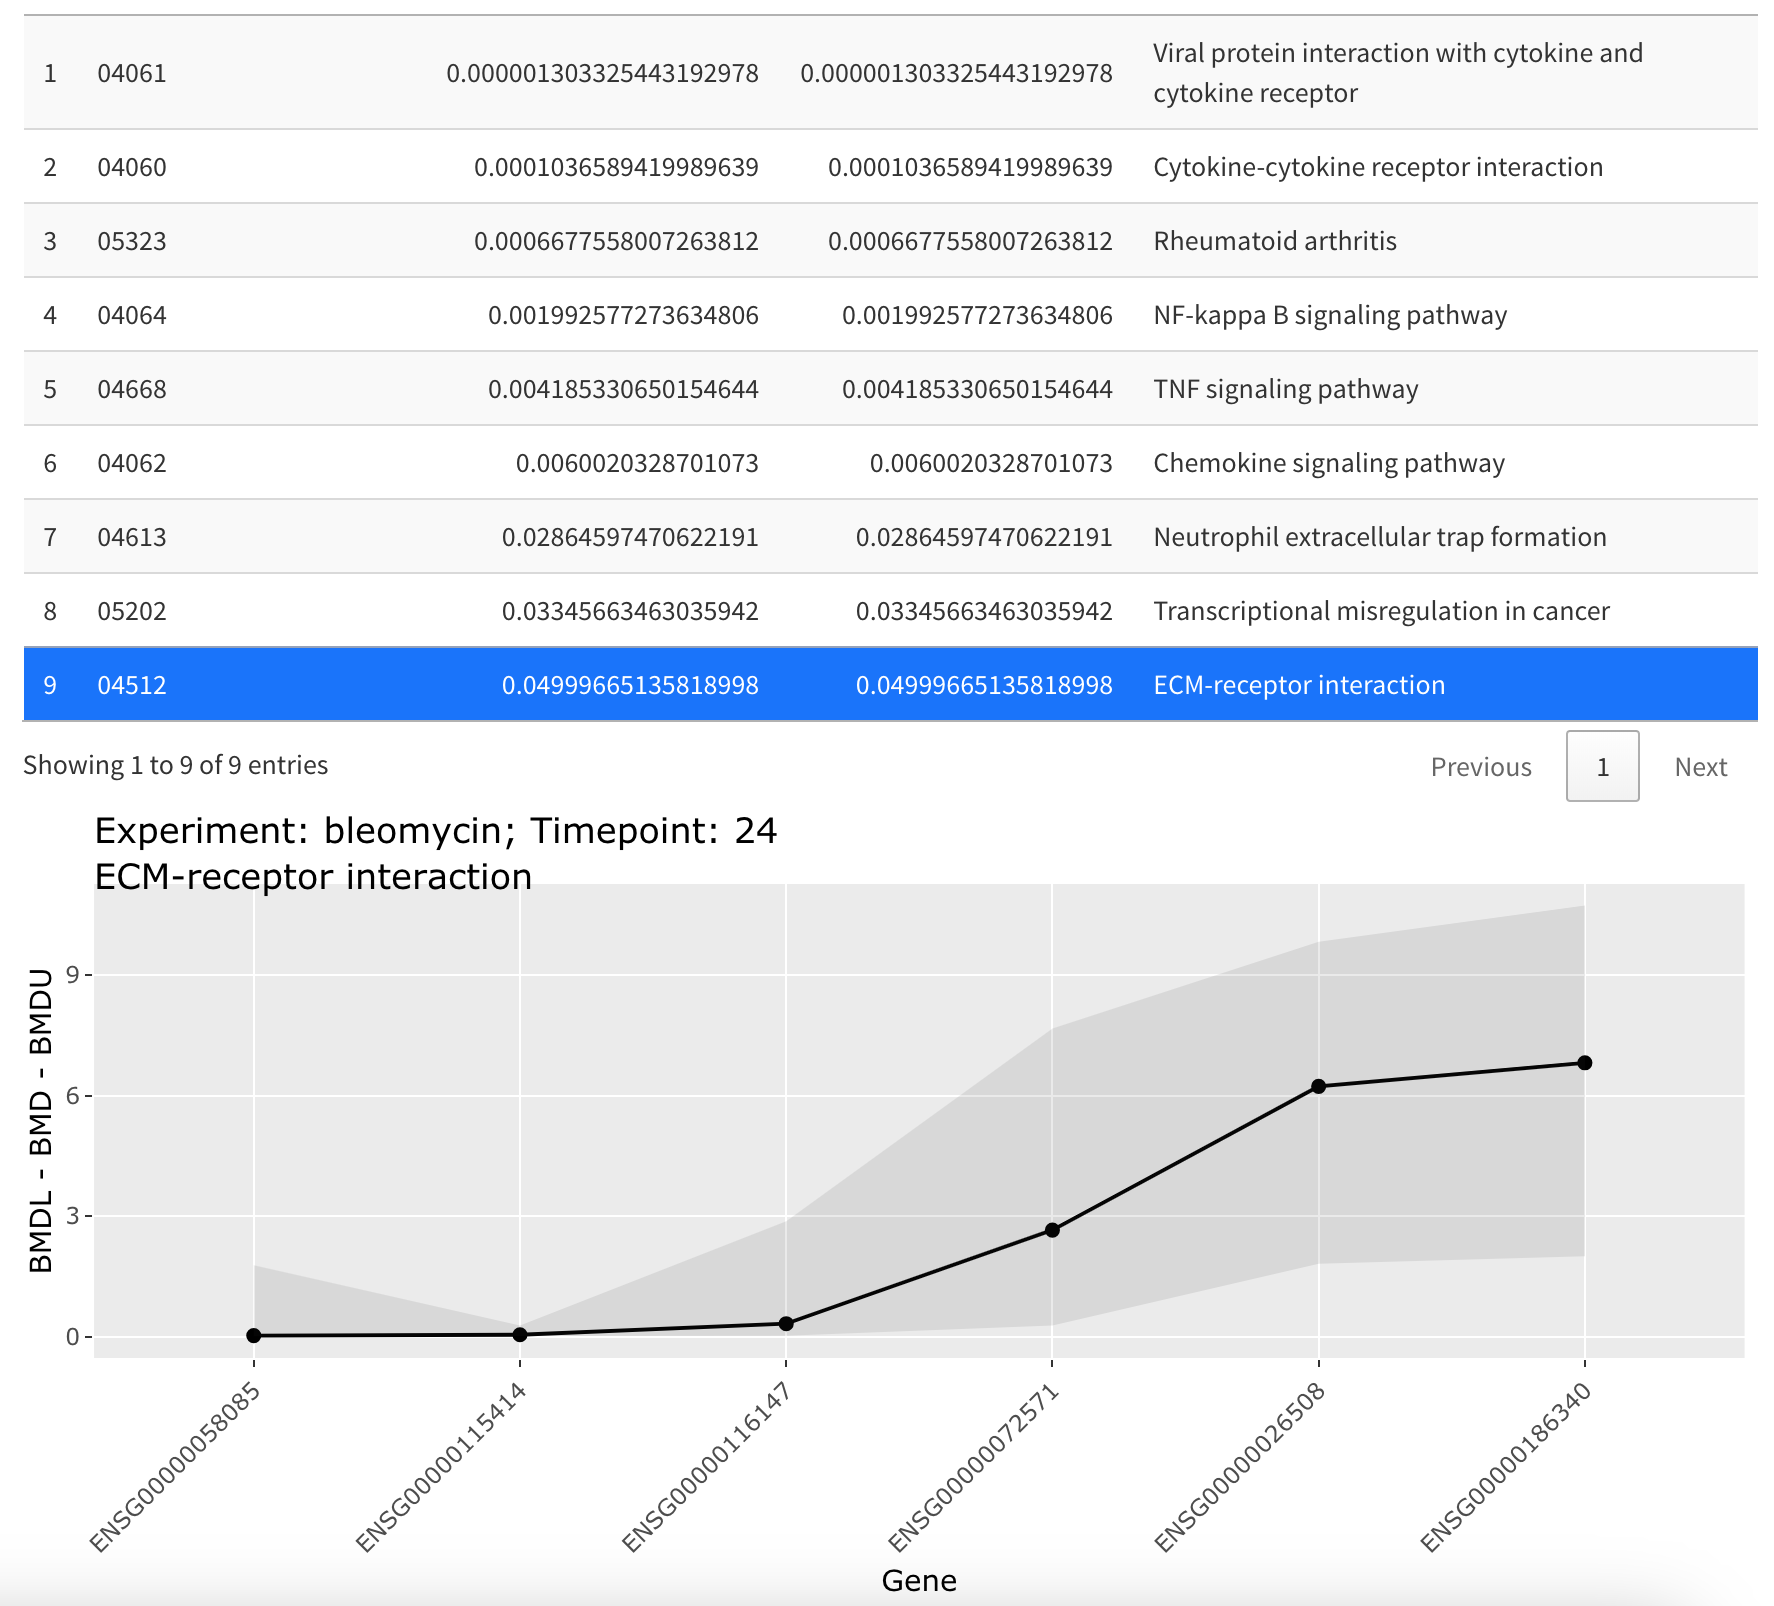 1 04061 0.000001303325443192978 0.000001303325443192978 Viral protein interaction with cytokine and
cytokine receptor
2 04060 0.0001036589419989639 0.0001036589419989639 Cytokine-cytokine receptor interaction
3 05323 0.0006677558007263812 0.0006677558007263812 Rheumatoid arthritis
4 04064 0.001992577273634806 0.001992577273634806 NF-kappa B signaling pathway
5 04668 0.004185330650154644 0.004185330650154644 TNF signaling pathway
6 04062 0.0060020328701073 0.0060020328701073 Chemokine signaling pathway
7 04613 0.02864597470622191 0.02864597470622191 Neutrophil extracellular trap formation
8 05202 0.03345663463035942 0.03345663463035942 Transcriptional misregulation in cancer
9 04512 0.04999665135818998 0.04999665135818998 ECM-receptor interaction
Showing 1 to 9 of 9 entries
Previous 1 Next
Experiment: bleomycin; Timepoint: 24
ECM-receptor interaction
BMDL - BMD - BMDU
9
6
3
0
ENSG00000058085
ENSG00000115414
ENSG00000116147
ENSG00000072571
ENSG00000026508
ENSG00000186340
Gene